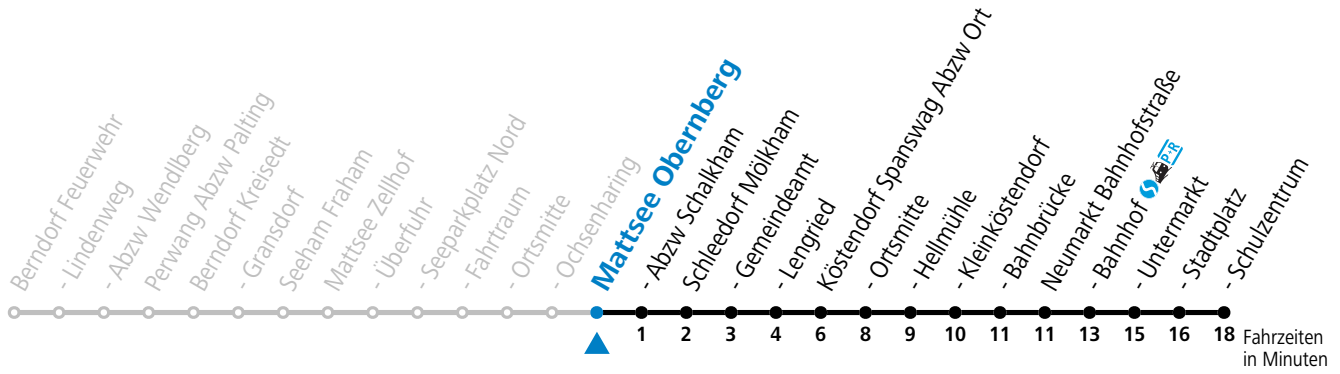 Berndorf Feuerwehr
- Lindenweg
- Abzw Wendlberg
Perwang Abzw Palting
Berndorf Kreisedt
- Gransdorf
Seeham Fraham
Mattsee Zellhof
- Überfuhr
- Seeparkplatz Nord
- Fahrtraum
- Ortsmitte
- Ochsenharing
Mattsee Obernberg
- Abzw Schalkham
Schleedorf Mölkham
- Gemeindeamt
- Lengried
Köstendorf Spanswag Abzw Ort
- Ortsmitte
- Hellmühle
- Kleinköstendorf
- Bahnbrücke
Neumarkt Bahnhofstraße
- Bahnhof S P+R
- Untermarkt
- Stadtplatz
- Schulzentrum
1 2 3 4 6 8 9 10 11 11 13 15 16 18
Fahrzeiten
in Minuten